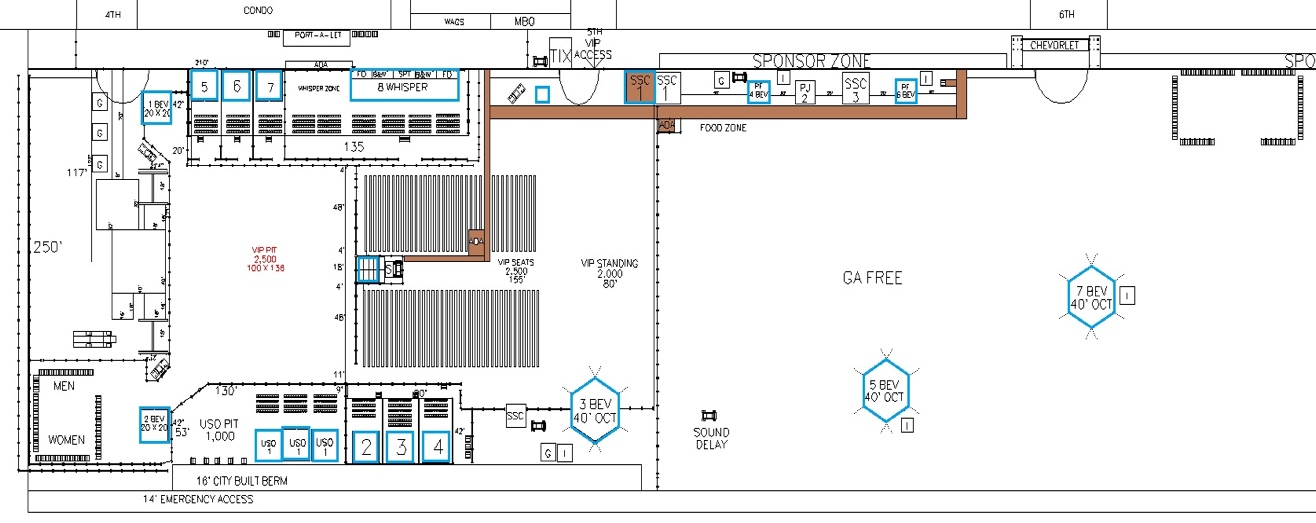 4TH
CONDO
WAGS
MBO
6TH
PORT-A-LET
5TH
VIP
ACCESS
TIX
CHEVORLET
SPONSOR ZONE
SPO
210'
ADA
5
6
7
WHISPER ZONE
FD
B&W
SPT
B&W
FD
8 WHISPER
SSC
1
SSC
1
G
PF
4 BEV
I
PJ
2
SSC
3
PF
6 BEV
I
G
G
G
1 BEV
20 X 20
42'
20'
135
ADA
FOOD ZONE
117'
250'
4'
48'
4'
18'
4'
48'
11'
9'
VIP PIT
2,500
100 X 136
ADA
S
VIP SEATS
2,500
155'
VIP STANDING
2,000
80'
GA FREE
7 BEV
40' OCT
I
5 BEV
40' OCT
I
MEN
WOMEN
2 BEV
20 X 20
42'
53'
130'
USO PIT
1,000
USO
1
USO
1
USO
1
2
3
4
42'
SSC
3 BEV
40' OCT
G
I
SOUND
DELAY
16' CITY BUILT BERM
14' EMERGENCY ACCESS